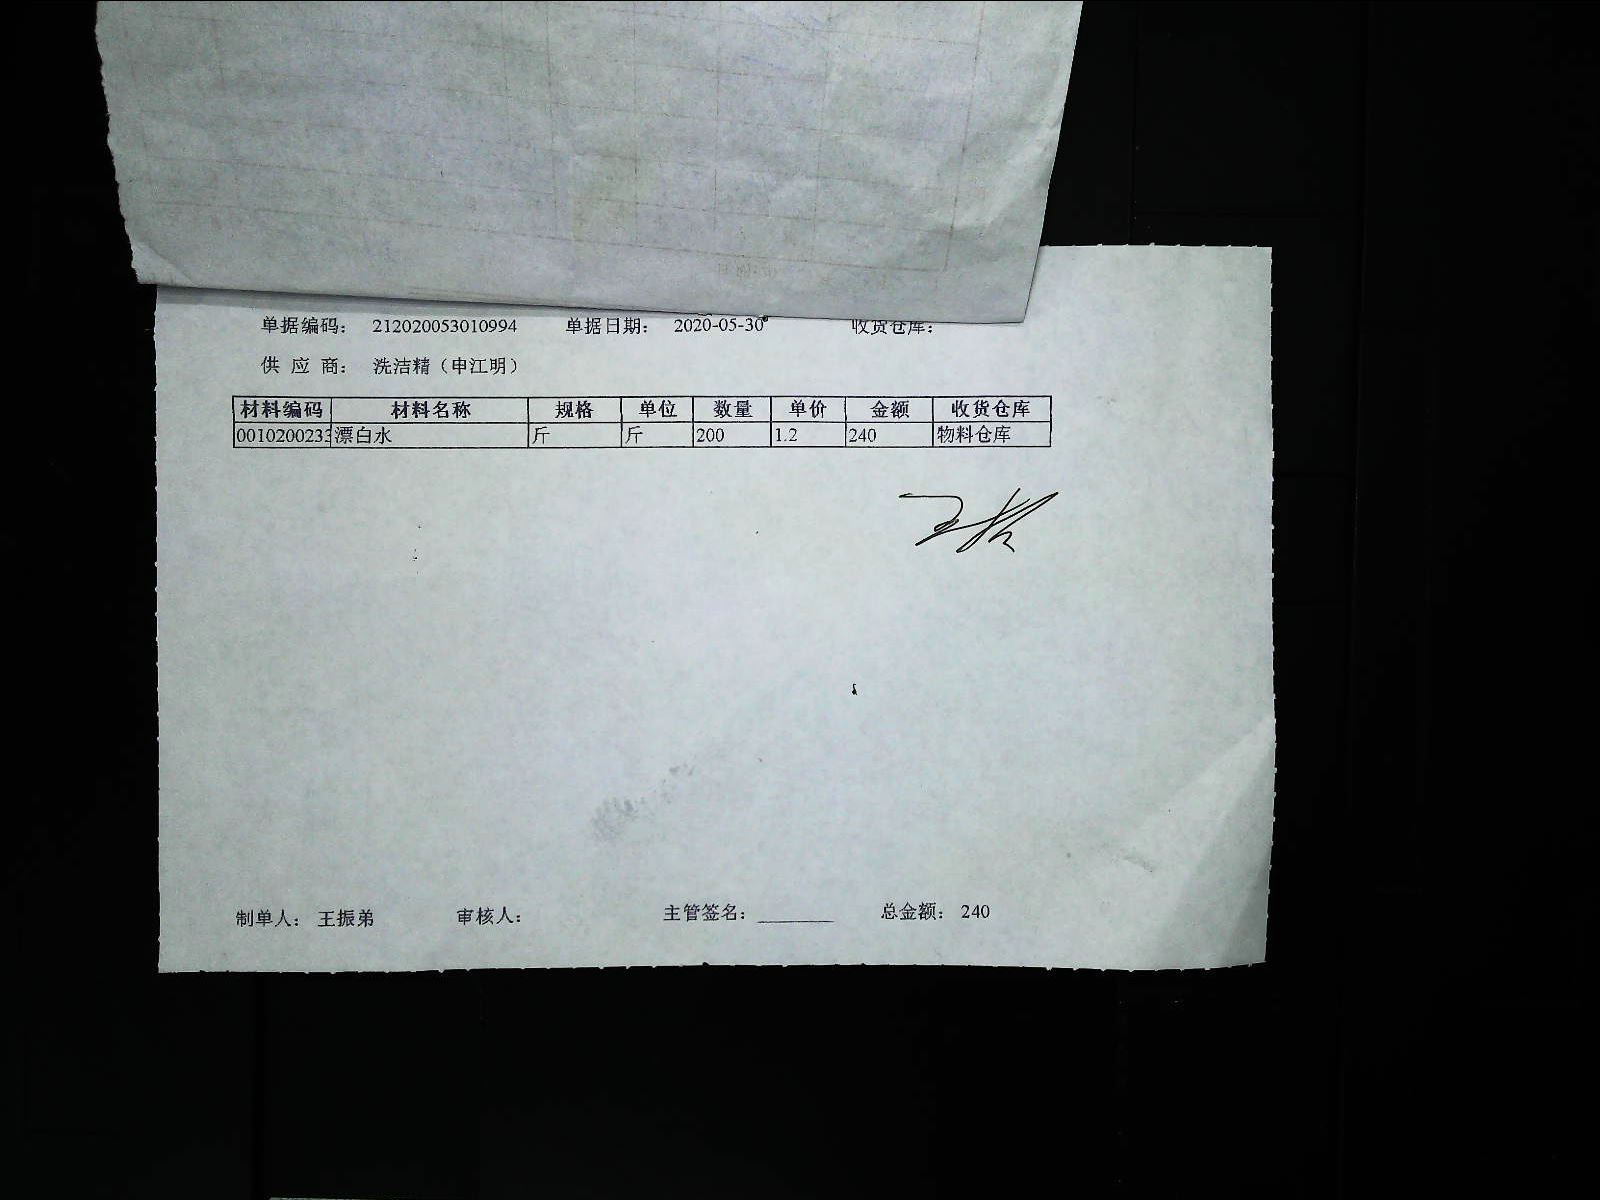 单据编码： 212020053010994 单据日期： 2020-05-30 收货仓库：
供 应 商： 洗洁精（申江明）
材料编码 材料名称 规格 单位 数量 单价 金额 收货仓库
0010200233 漂白水 斤 斤 200 1.2 240 物料仓库
制单人： 王振弟 审核人： 主管签名： ________ 总金额： 240